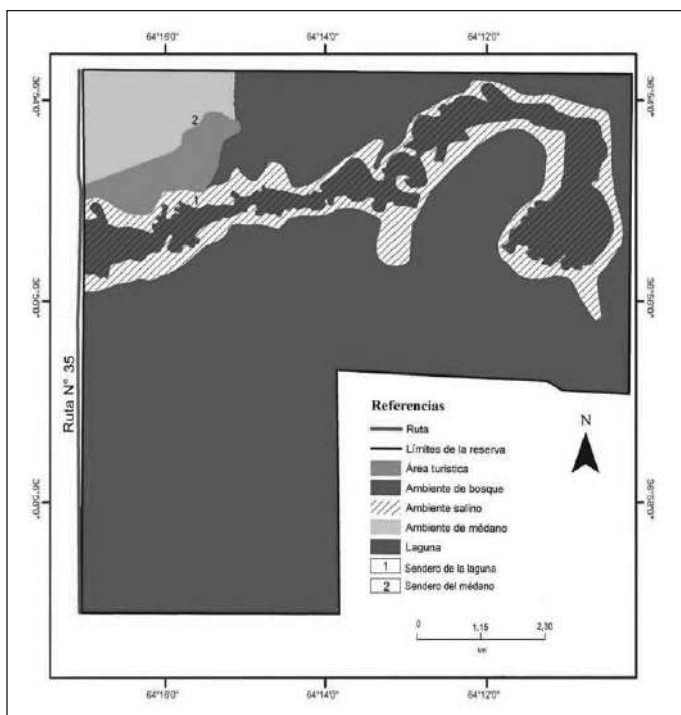 64°16'0"
64°14'0"
64°12'0"
36°54'0"
36°54'0"
2
1
36°56'0"
36°56'0"
Ruta N° 35
Referencias
Ruta
Límites de la reserva
Área turística
Ambiente de bosque
Ambiente salino
Ambiente de médano
Laguna
1 Sendero de la laguna
2 Sendero del médano
N
36°58'0"
36°58'0"
0 1,15 2,30
km
64°16'0"
64°14'0"
64°12'0"